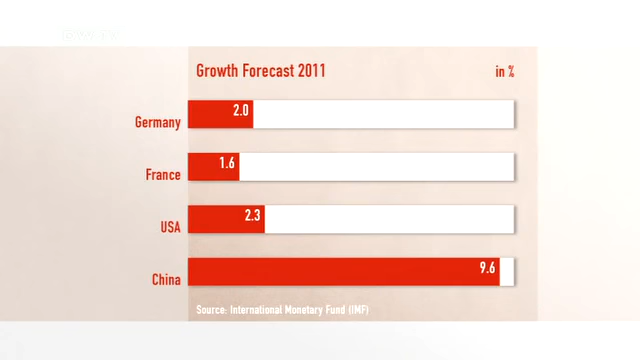 Growth Forecast 2011 in %
Germany 2.0
France 1.6
USA 2.3
China 9.6
Source: International Monetary Fund (IMF)